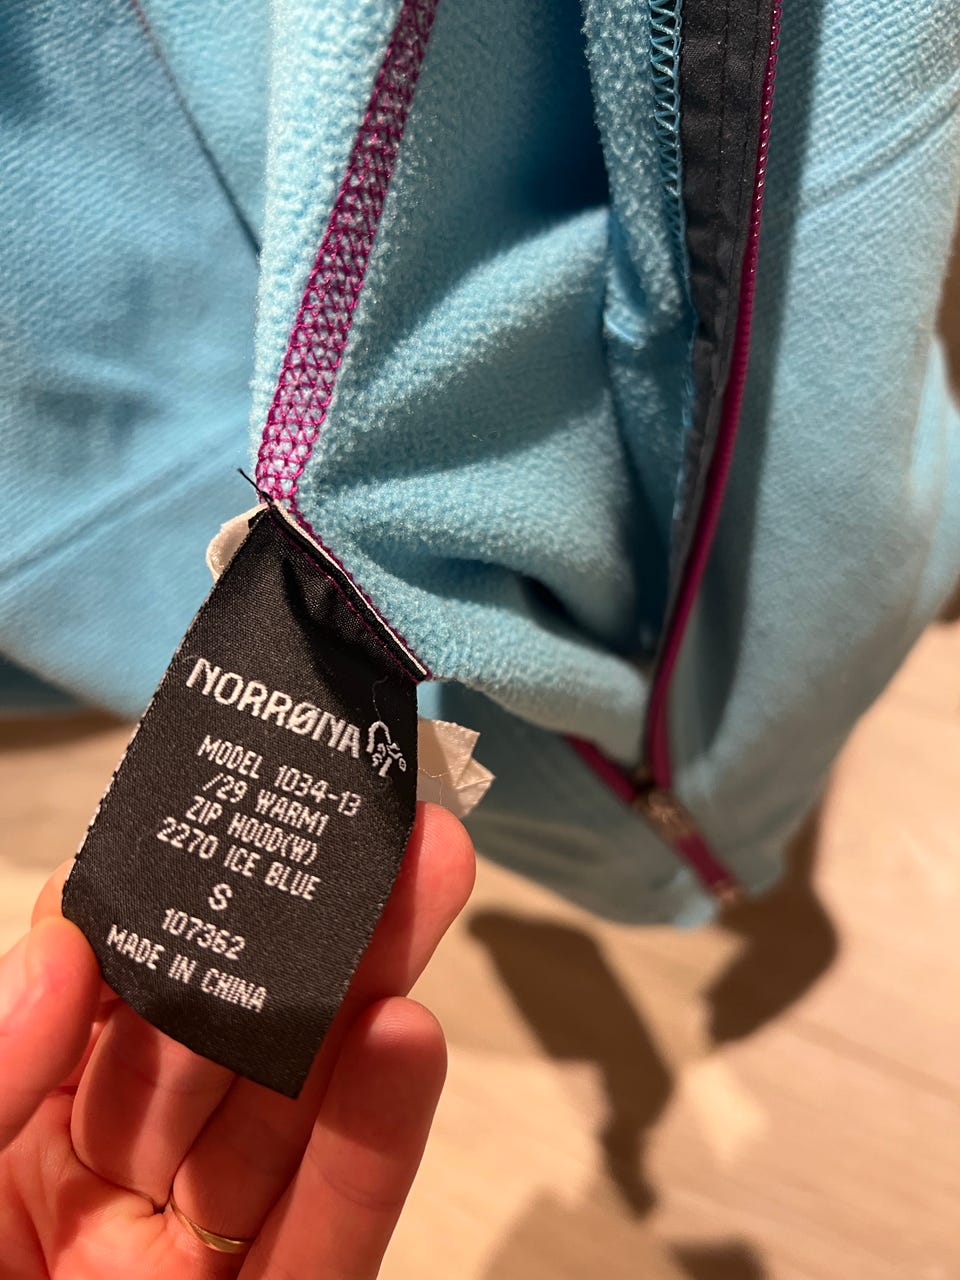 NORRØNA
MODEL 1034-13
/29 WARM1
ZIP HOOD(W)
2270 ICE BLUE
S
107362
MADE IN CHINA